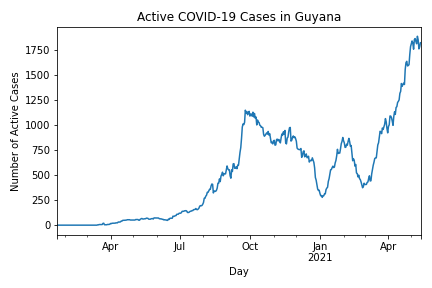 Active COVID-19 Cases in Guyana
Number of Active Cases
1750
1500
1250
1000
750
500
250
0
Apr
Jul
Oct
Jan
2021
Apr
Day